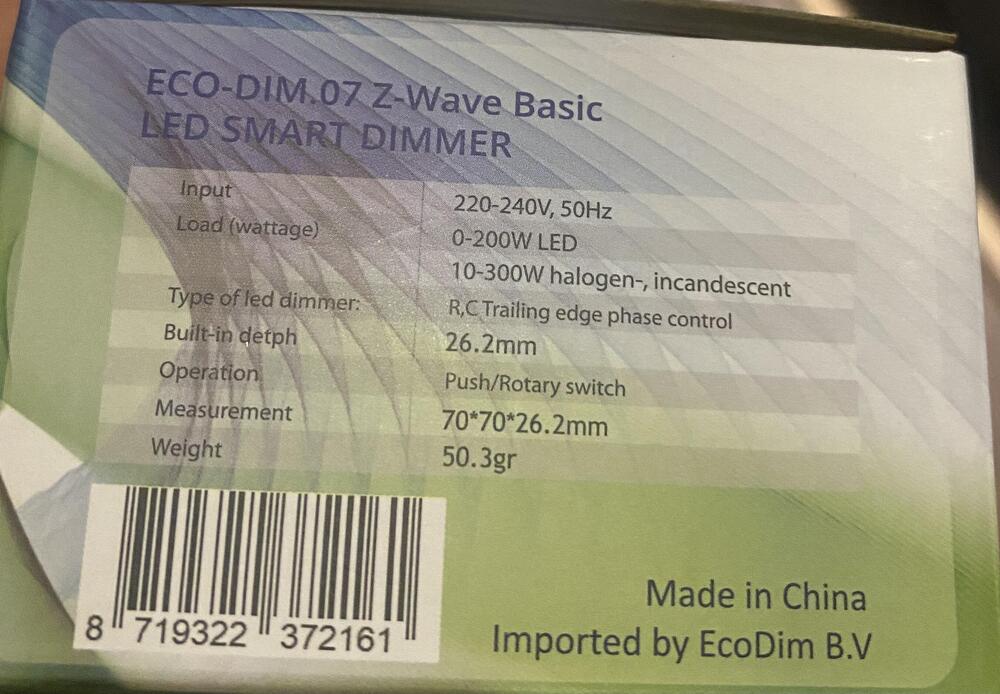 ECO-DIM.07 Z-Wave Basic
LED SMART DIMMER
Input 220-240V, 50Hz
Load (wattage) 0-200W LED
10-300W halogen-, incandescent
Type of led dimmer: R,C Trailing edge phase control
Built-in detph 26.2mm
Operation Push/Rotary switch
Measurement 70*70*26.2mm
Weight 50.3gr
8 719322 372161
Made in China
Imported by EcoDim B.V